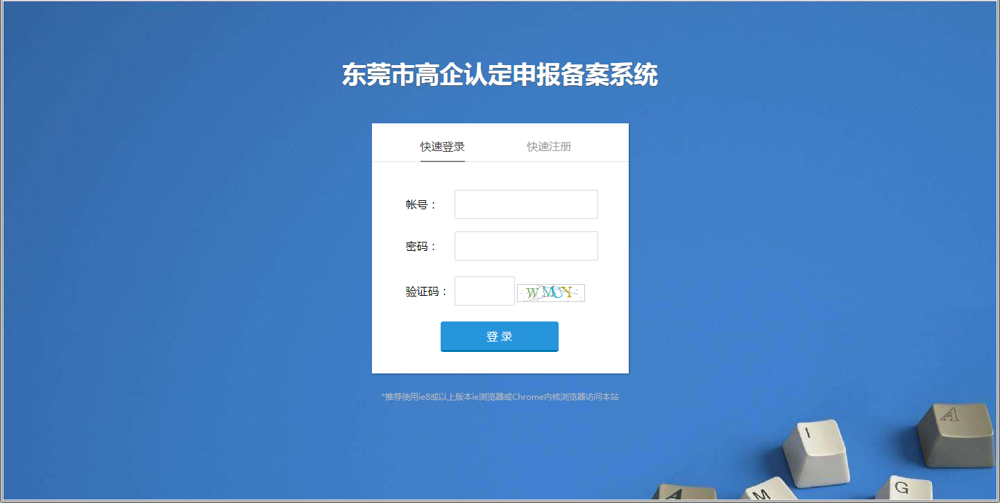 东莞市高企认定申报备案系统
快速登录 快速注册
帐号：
密码：
验证码： WMUY
登 录
*推荐使用ie8或以上版本ie浏览器或Chrome内核浏览器访问本站
A
I
A
M
G